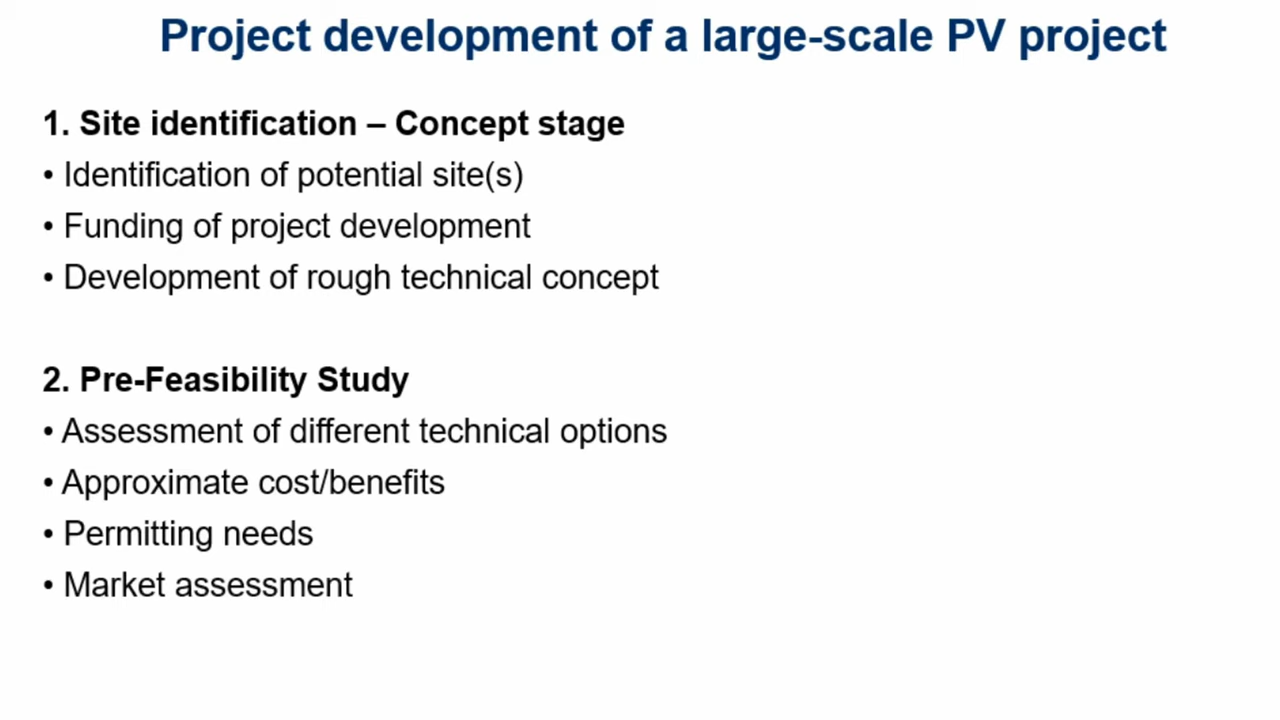 Project development of a large-scale PV project
1. Site identification – Concept stage
• Identification of potential site(s)
• Funding of project development
• Development of rough technical concept
2. Pre-Feasibility Study
• Assessment of different technical options
• Approximate cost/benefits
• Permitting needs
• Market assessment